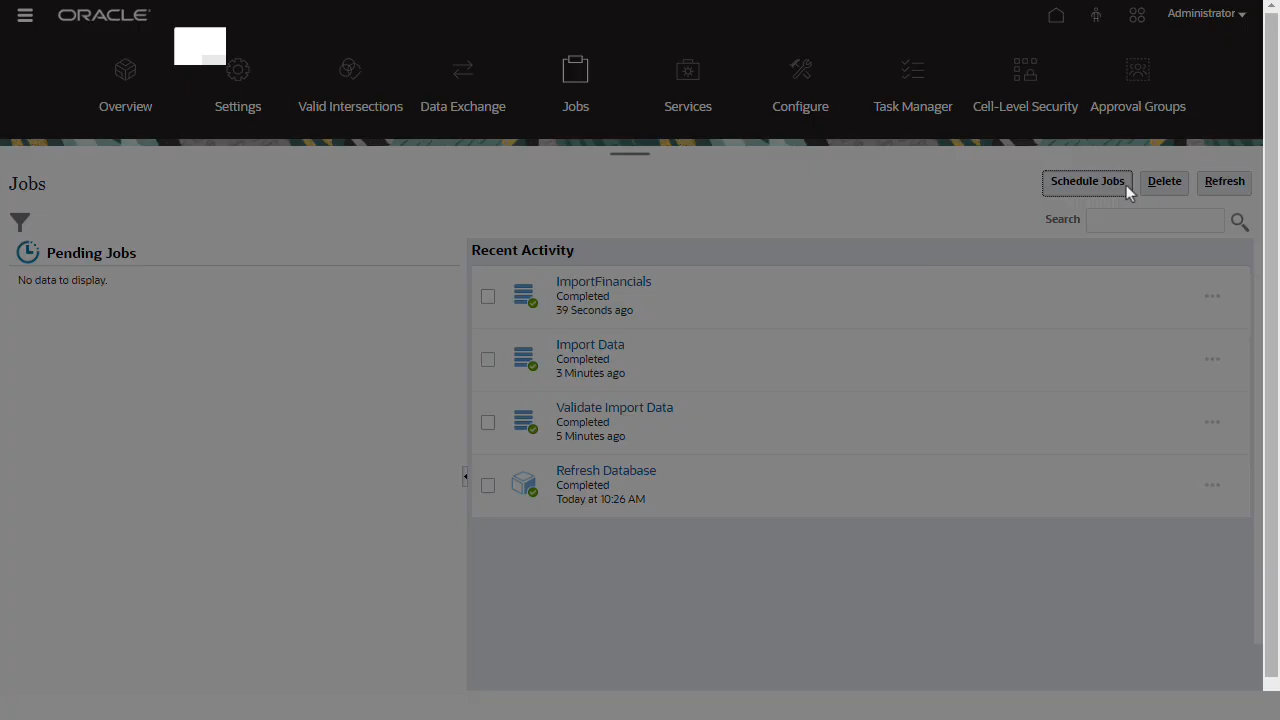 ORACLE
Administrator
Overview
Settings
Valid Intersections
Data Exchange
Jobs
Services
Configure
Task Manager
Cell-Level Security
Approval Groups
Jobs
Schedule Jobs
Delete
Refresh
Search
Pending Jobs
No data to display.
Recent Activity
ImportFinancials
Completed
39 Seconds ago
Import Data
Completed
3 Minutes ago
Validate Import Data
Completed
5 Minutes ago
Refresh Database
Completed
Today at 10:26 AM